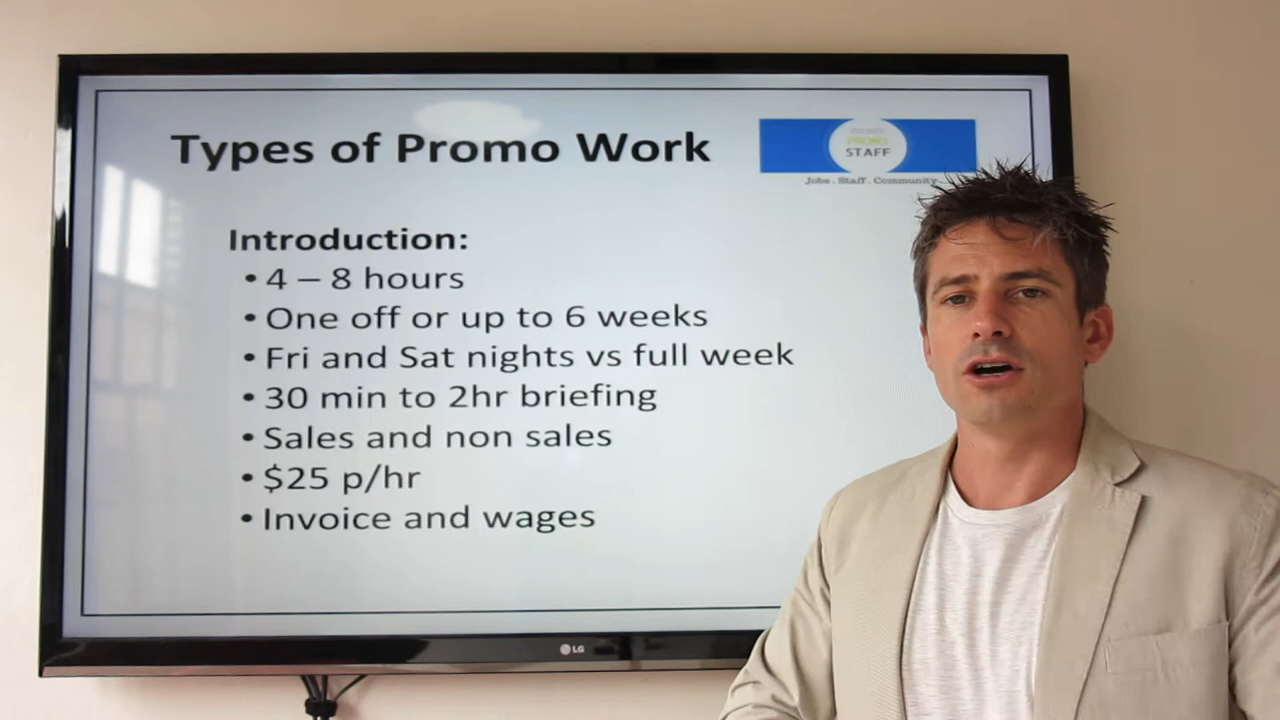 Types of Promo Work
PROMO
STAFF
Jobs . Staff . Community
Introduction:
• 4 – 8 hours
• One off or up to 6 weeks
• Fri and Sat nights vs full week
• 30 min to 2hr briefing
• Sales and non sales
• $25 p/hr
• Invoice and wages
LG